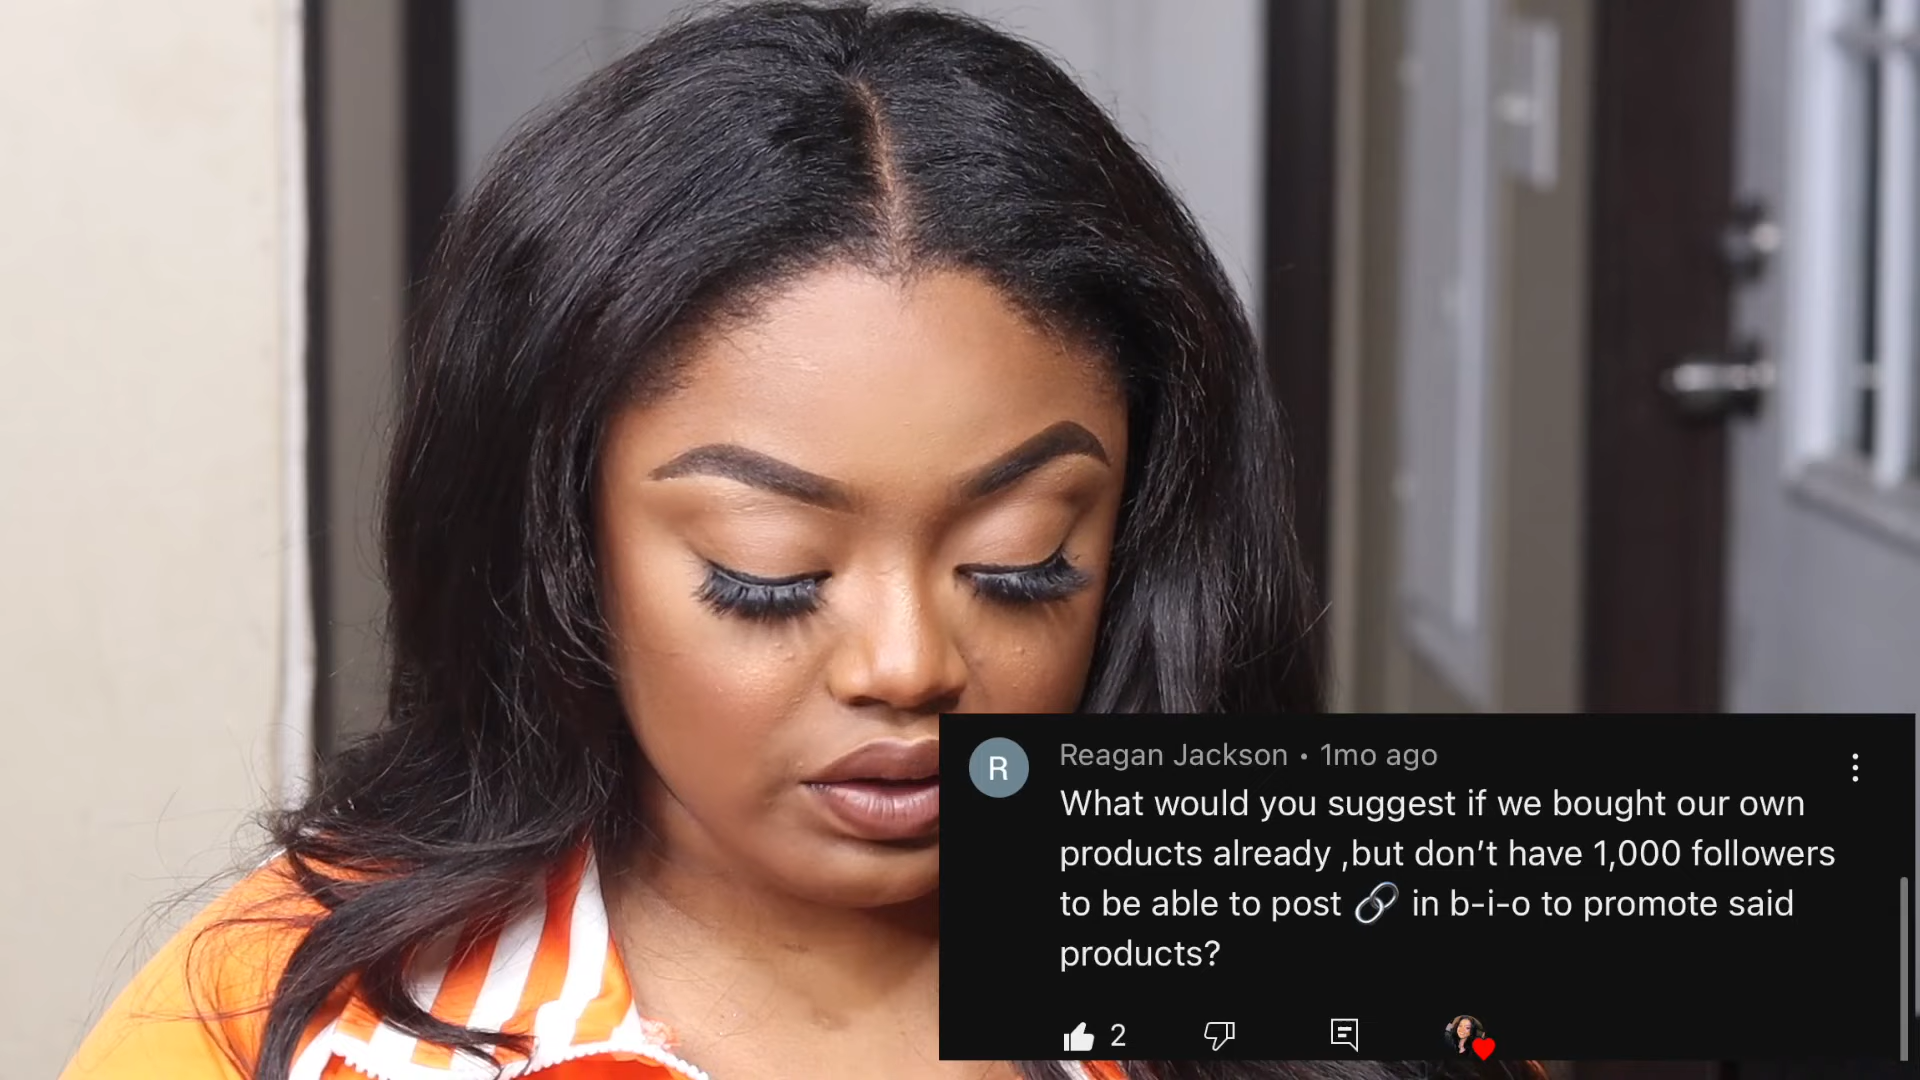 R
Reagan Jackson • 1mo ago
What would you suggest if we bought our own
products already ,but don’t have 1,000 followers
to be able to post 🔗 in b-i-o to promote said
products?
2